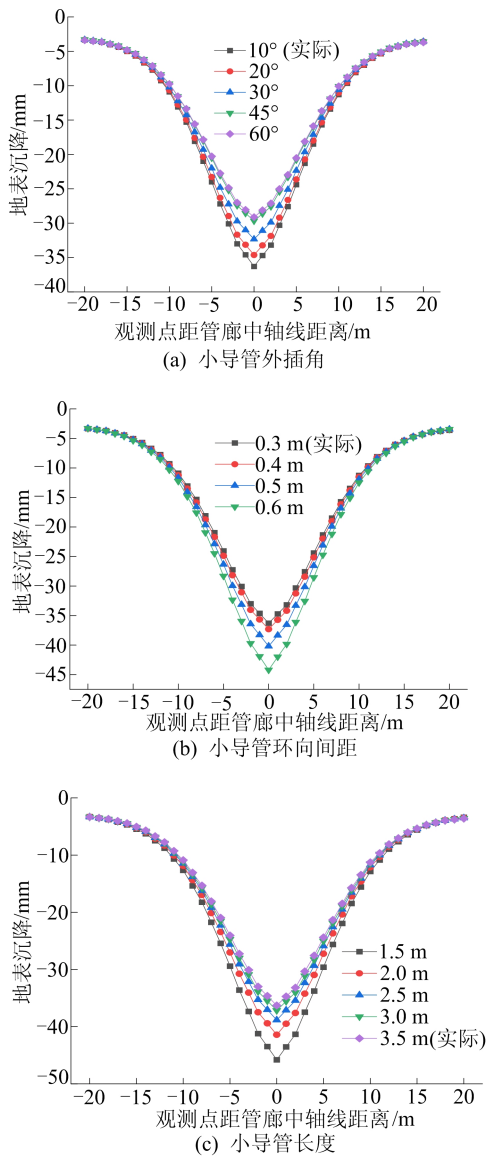 0
−5
−10
−15
−20
−25
−30
−35
−40
10° (实际)
20°
30°
45°
60°
地表沉降/mm
−20 −15 −10 −5 0 5 10 15 20
观测点距管廊中轴线距离/m
(a) 小导管外插角
0
−5
−10
−15
−20
−25
−30
−35
−40
−45
0.3 m(实际)
0.4 m
0.5 m
0.6 m
地表沉降/mm
−20 −15 −10 −5 0 5 10 15 20
观测点距管廊中轴线距离/m
(b) 小导管环向间距
0
−10
−20
−30
−40
−50
1.5 m
2.0 m
2.5 m
3.0 m
3.5 m(实际)
地表沉降/mm
−20 −15 −10 −5 0 5 10 15 20
观测点距管廊中轴线距离/m
(c) 小导管长度